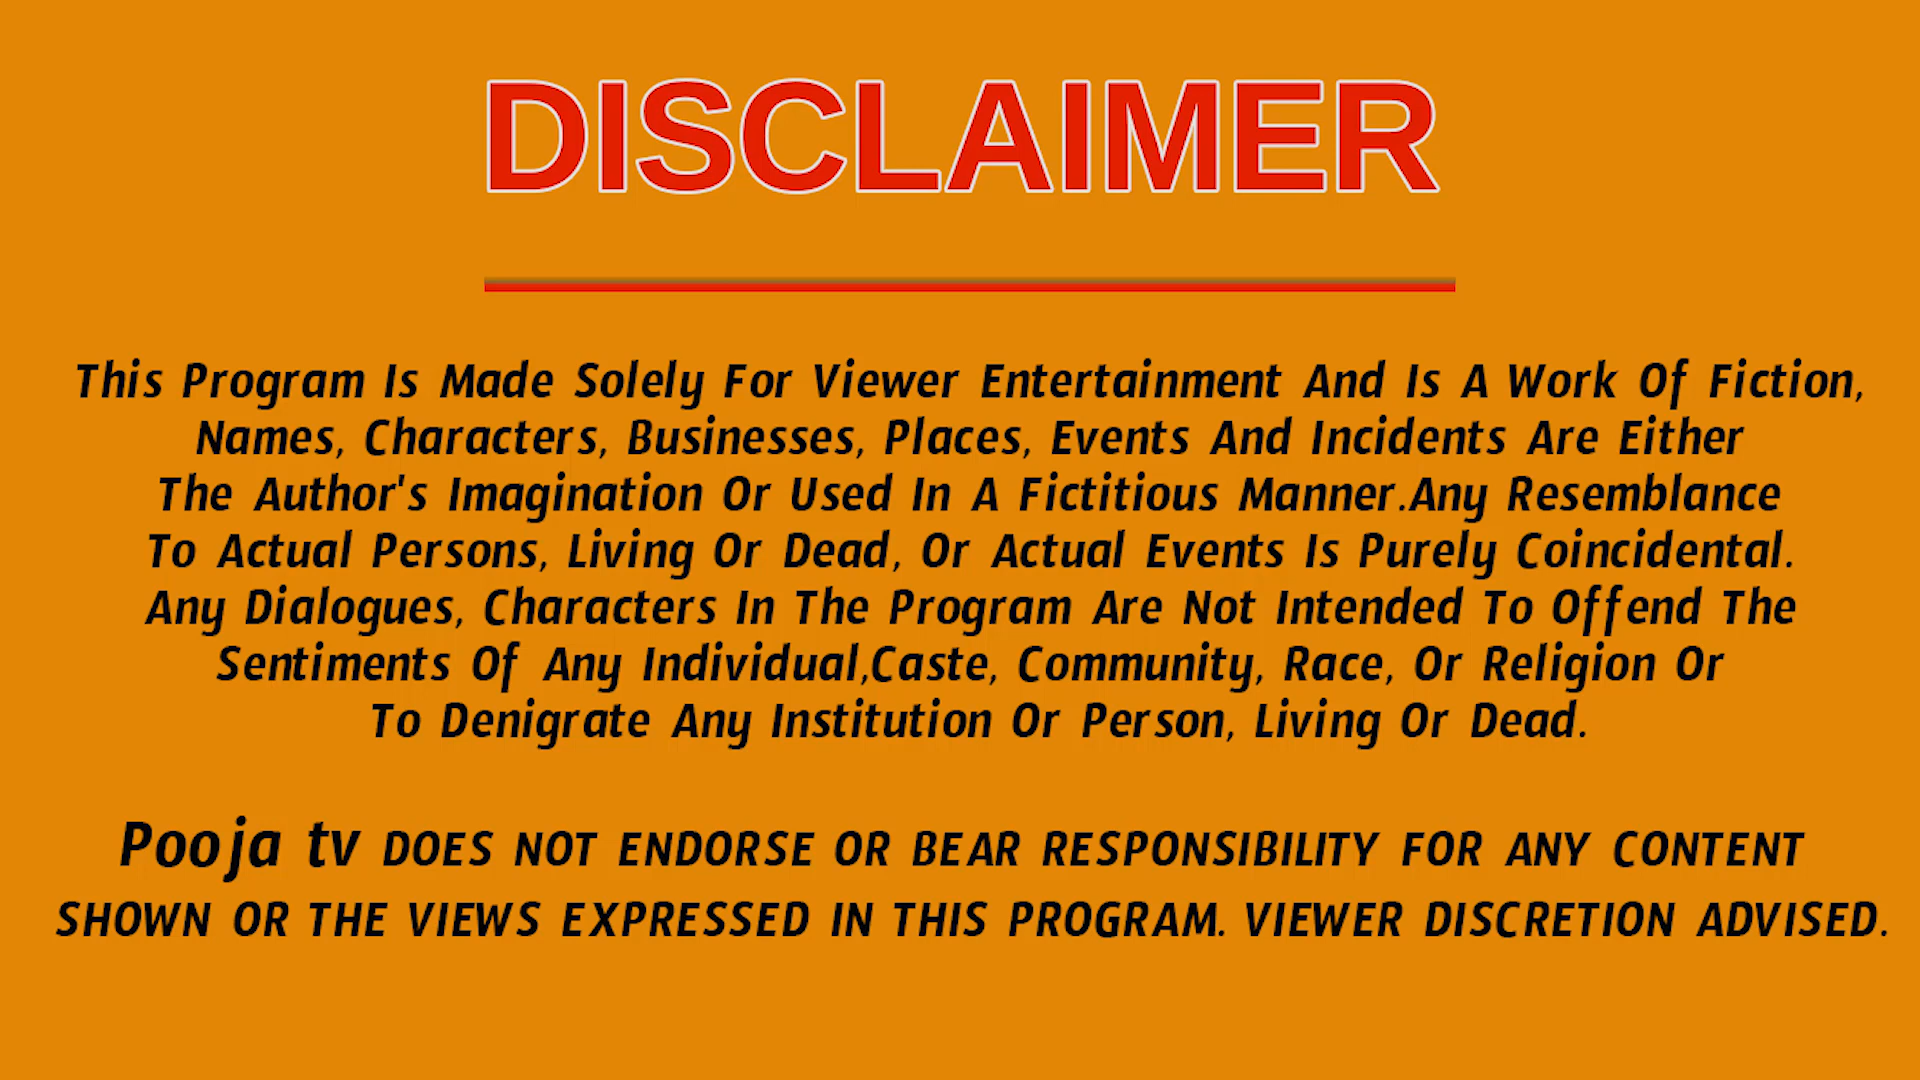 DISCLAIMER
This Program Is Made Solely For Viewer Entertainment And Is A Work Of Fiction,
Names, Characters, Businesses, Places, Events And Incidents Are Either
The Author's Imagination Or Used In A Fictitious Manner.Any Resemblance
To Actual Persons, Living Or Dead, Or Actual Events Is Purely Coincidental.
Any Dialogues, Characters In The Program Are Not Intended To Offend The
Sentiments Of Any Individual,Caste, Community, Race, Or Religion Or
To Denigrate Any Institution Or Person, Living Or Dead.
Pooja tv DOES NOT ENDORSE OR BEAR RESPONSIBILITY FOR ANY CONTENT
SHOWN OR THE VIEWS EXPRESSED IN THIS PROGRAM. VIEWER DISCRETION ADVISED.